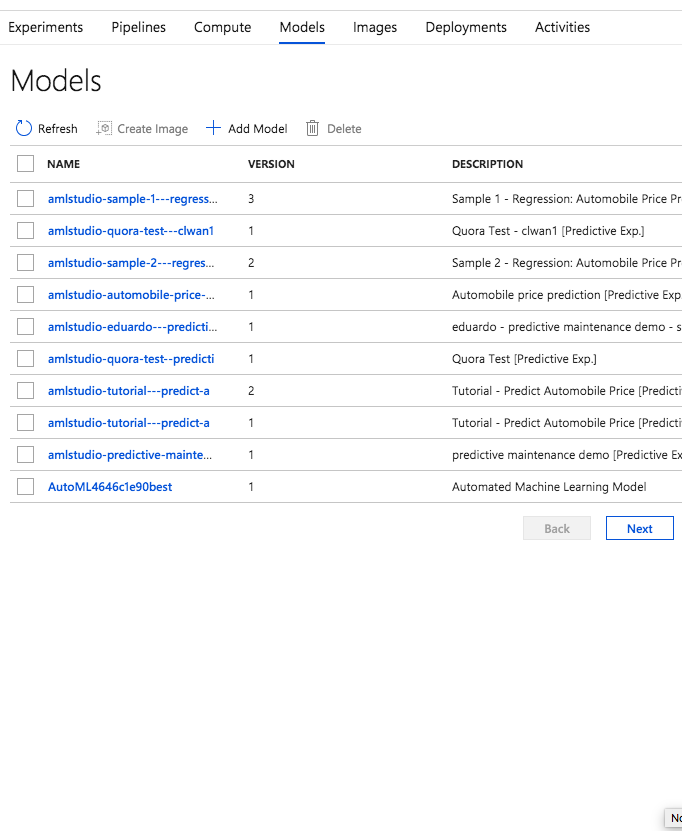 Experiments Pipelines Compute Models Images Deployments Activities
Models
Refresh Create Image Add Model Delete
NAME VERSION DESCRIPTION
amlstudio-sample-1---regress... 3 Sample 1 - Regression: Automobile Price Pr
amlstudio-quora-test---clwan1 1 Quora Test - clwan1 [Predictive Exp.]
amlstudio-sample-2---regres... 2 Sample 2 - Regression: Automobile Price Pr
amlstudio-automobile-price-... 1 Automobile price prediction [Predictive Exp.
amlstudio-eduardo---predicti... 1 eduardo - predictive maintenance demo - s
amlstudio-quora-test--predicti 1 Quora Test [Predictive Exp.]
amlstudio-tutorial---predict-a 2 Tutorial - Predict Automobile Price [Predicti
amlstudio-tutorial---predict-a 1 Tutorial - Predict Automobile Price [Predicti
amlstudio-predictive-mainte... 1 predictive maintenance demo [Predictive Ex
AutoML4646c1e90best 1 Automated Machine Learning Model
Back Next